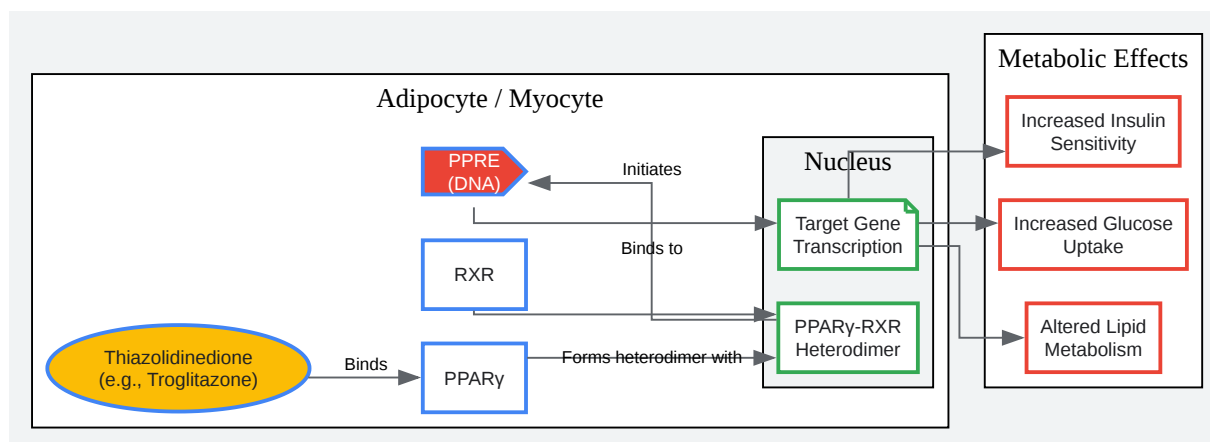 Metabolic Effects
Adipocyte / Myocyte
Increased Insulin
Sensitivity
PPRE
(DNA)
Initiates
Nucleus
Target Gene
Transcription
Increased Glucose
Uptake
Binds to
RXR
PPARγ-RXR
Heterodimer
Altered Lipid
Metabolism
Thiazolidinedione
(e.g., Troglitazone)
Binds
PPARγ
Forms heterodimer with